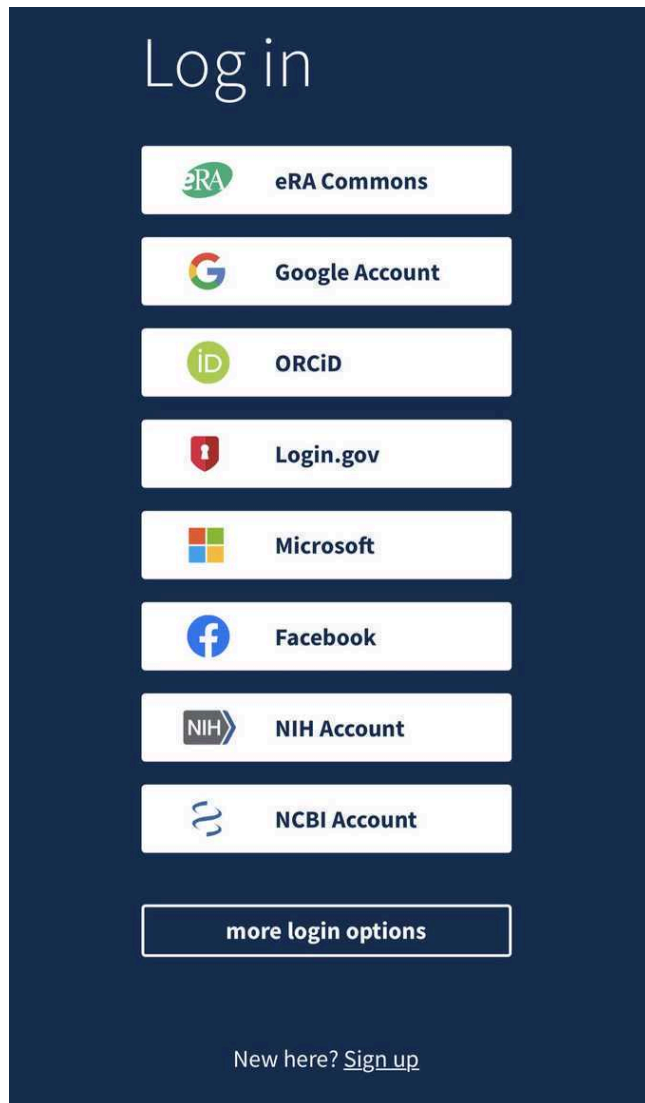 Log in
eRA eRA Commons
Google Account
iD ORCiD
Login.gov
Microsoft
Facebook
NIH NIH Account
NCBI Account
more login options
New here? Sign up